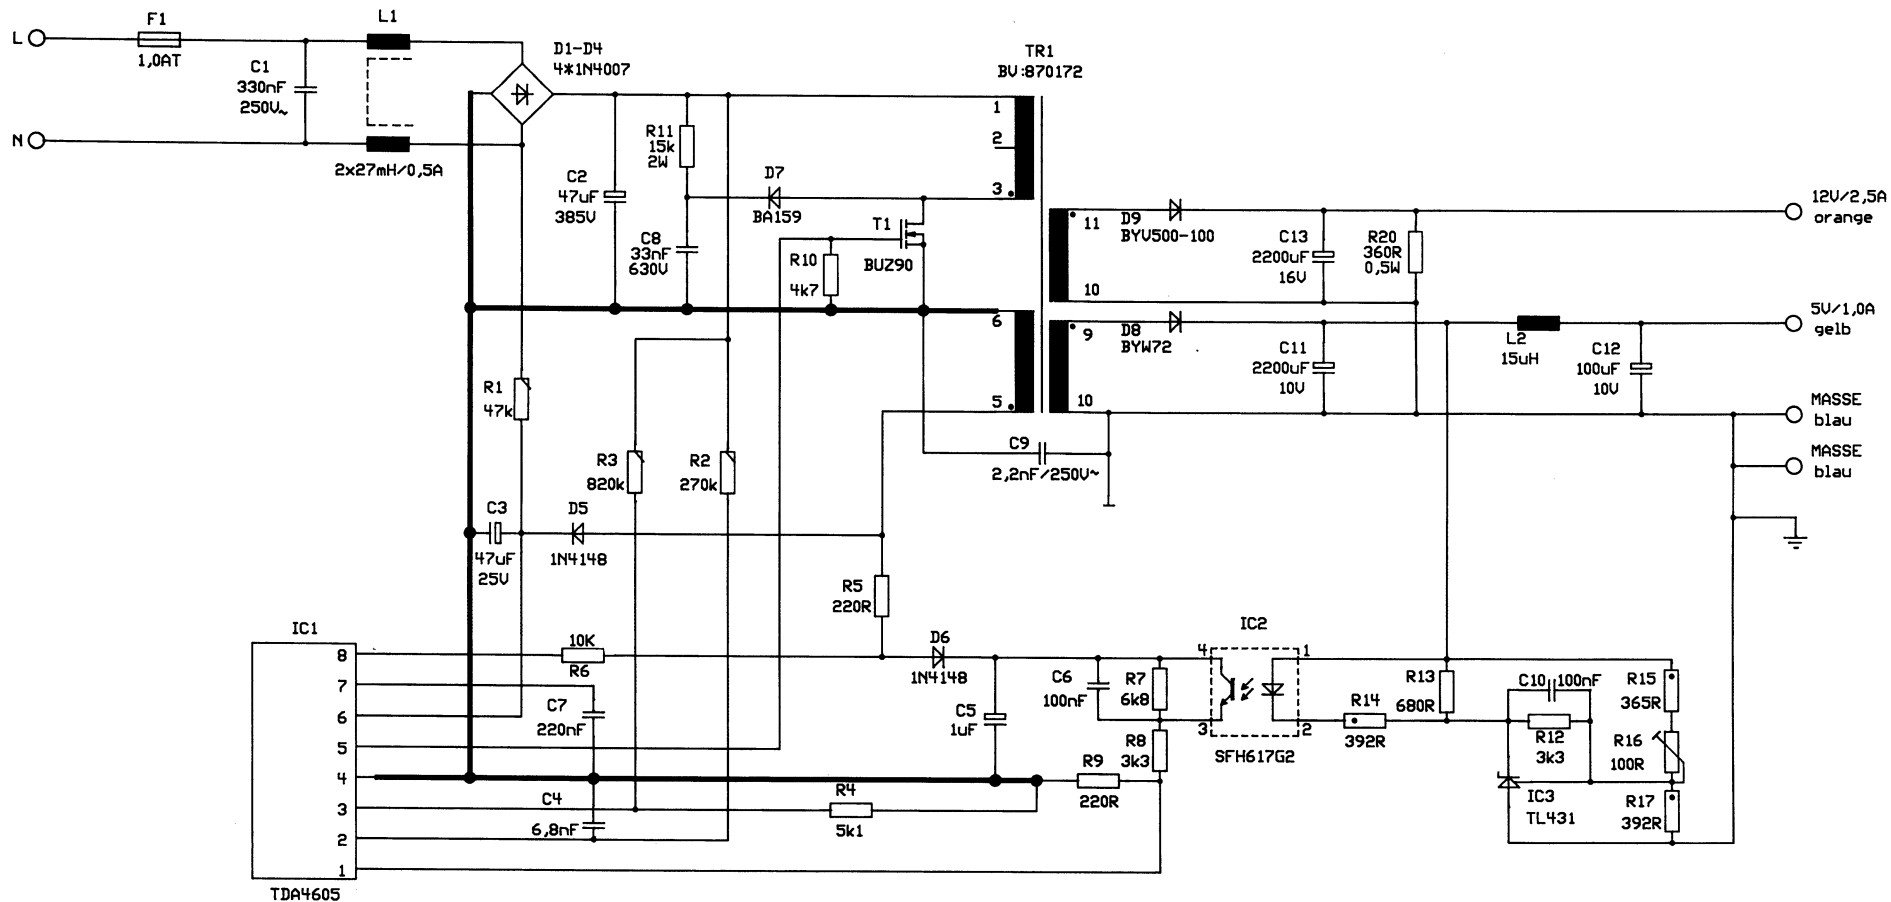 L
F1
1,0AT
L1
C1
330nF
250V~
N
2x27mH/0,5A
D1-D4
4*1N4007
TR1
BV:870172
1
2
3
R11
15k
2W
C2
47uF
385V
D7
BA159
C8
33nF
630V
T1
BUZ90
R10
4k7
11
D9
BYV500-100
10
C13
2200uF
16V
R20
360R
0,5W
12V/2,5A
orange
6
5
9
D8
BYW72
10
C11
2200uF
10V
L2
15uH
C12
100uF
10V
5V/1,0A
gelb
MASSE
blau
MASSE
blau
R1
47k
R3
820k
R2
270k
C9
2,2nF/250V~
C3
47uF
25V
D5
1N4148
R5
220R
IC1
8
7
6
5
4
3
2
1
TDA4605
10K
R6
C7
220nF
C4
6,8nF
D6
1N4148
C5
1uF
C6
100nF
R7
6k8
R8
3k3
R9
220R
R4
5k1
IC2
4
1
3
2
SFH617G2
R14
392R
R13
680R
C10
100nF
R12
3k3
IC3
TL431
R15
365R
R16
100R
R17
392R